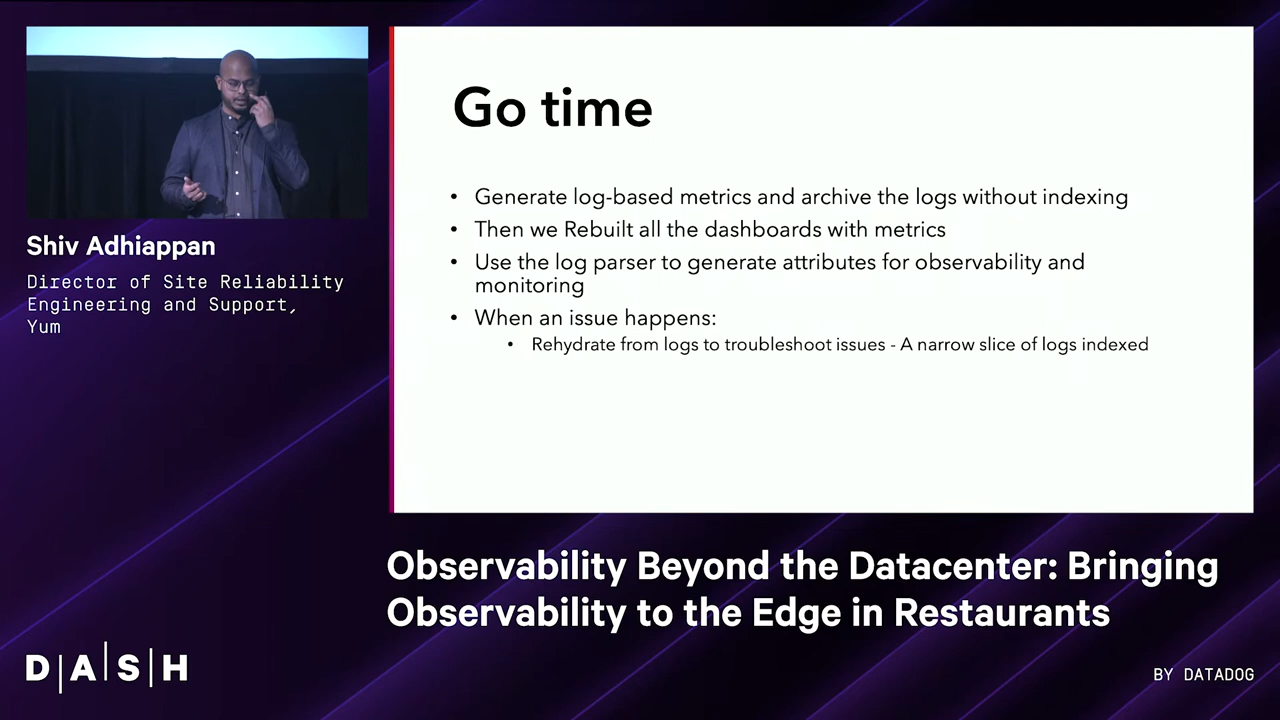 Go time
• Generate log-based metrics and archive the logs without indexing
• Then we Rebuilt all the dashboards with metrics
• Use the log parser to generate attributes for observability and
monitoring
• When an issue happens:
• Rehydrate from logs to troubleshoot issues - A narrow slice of logs indexed
Shiv Adhiappan
Director of Site Reliability
Engineering and Support,
Yum
Observability Beyond the Datacenter: Bringing
Observability to the Edge in Restaurants
D|A|S|H
BY DATADOG